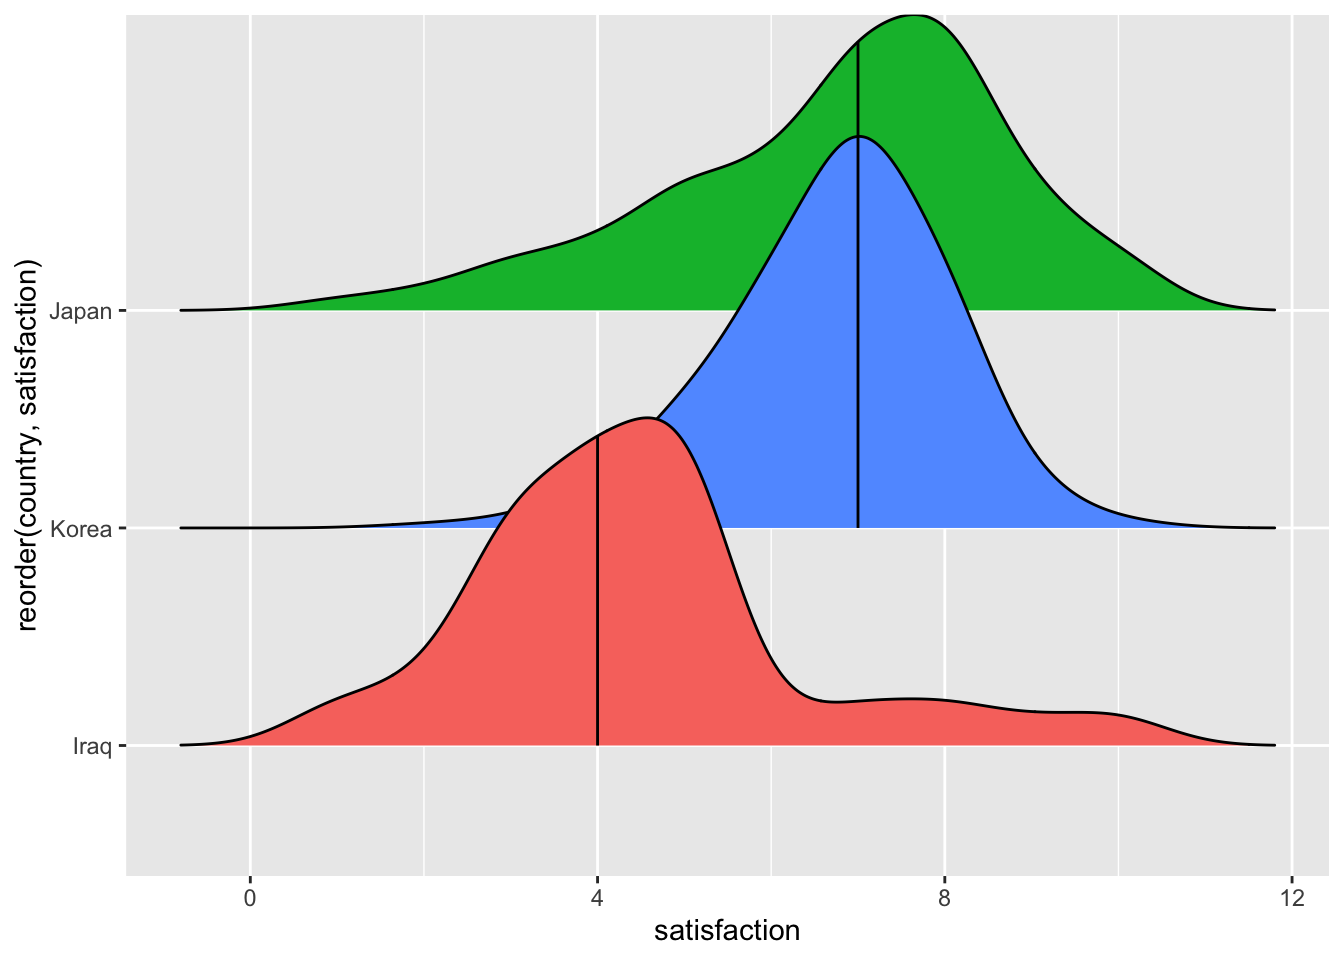 reorder(country, satisfaction)
Japan
Korea
Iraq
0 4 8 12
satisfaction